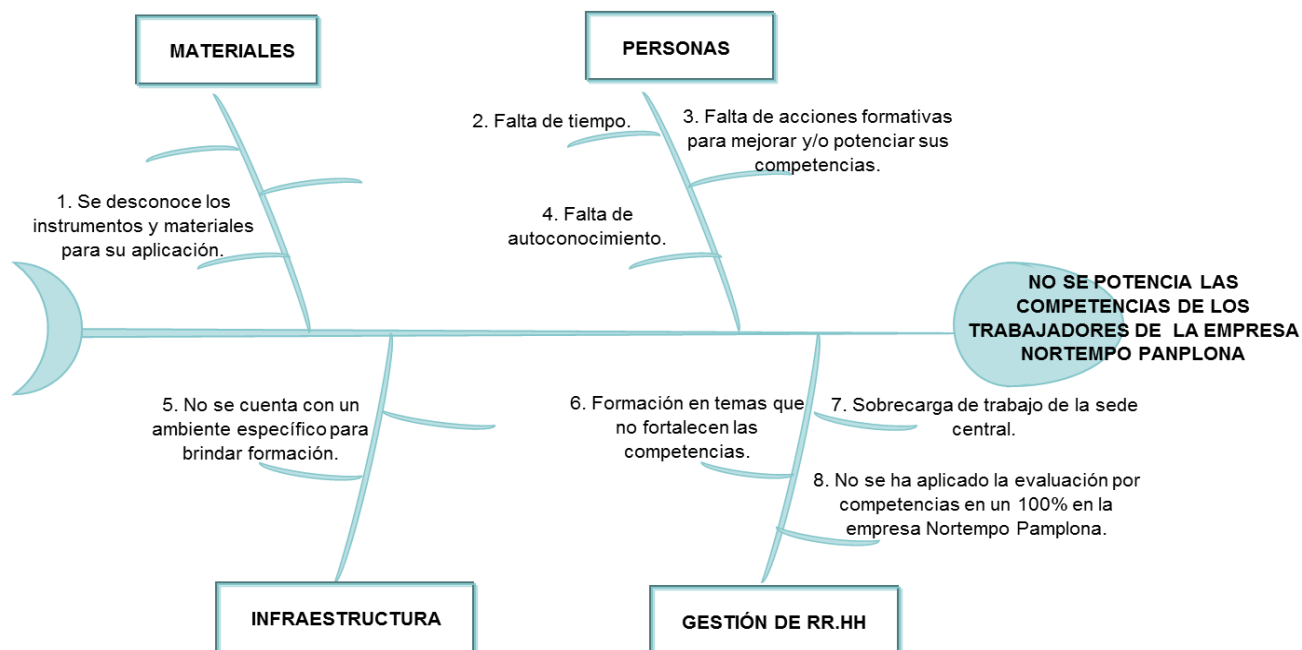 MATERIALES
PERSONAS
2. Falta de tiempo.
3. Falta de acciones formativas
para mejorar y/o potenciar sus
competencias.
1. Se desconoce los
instrumentos y materiales
para su aplicación.
4. Falta de
autoconocimiento.
NO SE POTENCIA LAS
COMPETENCIAS DE LOS
TRABAJADORES DE LA EMPRESA
NORTEMPO PANPLONA
5. No se cuenta con un
ambiente específico para
brindar formación.
6. Formación en temas que
no fortalecen las
competencias.
7. Sobrecarga de trabajo de la sede
central.
8. No se ha aplicado la evaluación por
competencias en un 100% en la
empresa Nortempo Pamplona.
INFRAESTRUCTURA
GESTIÓN DE RR.HH